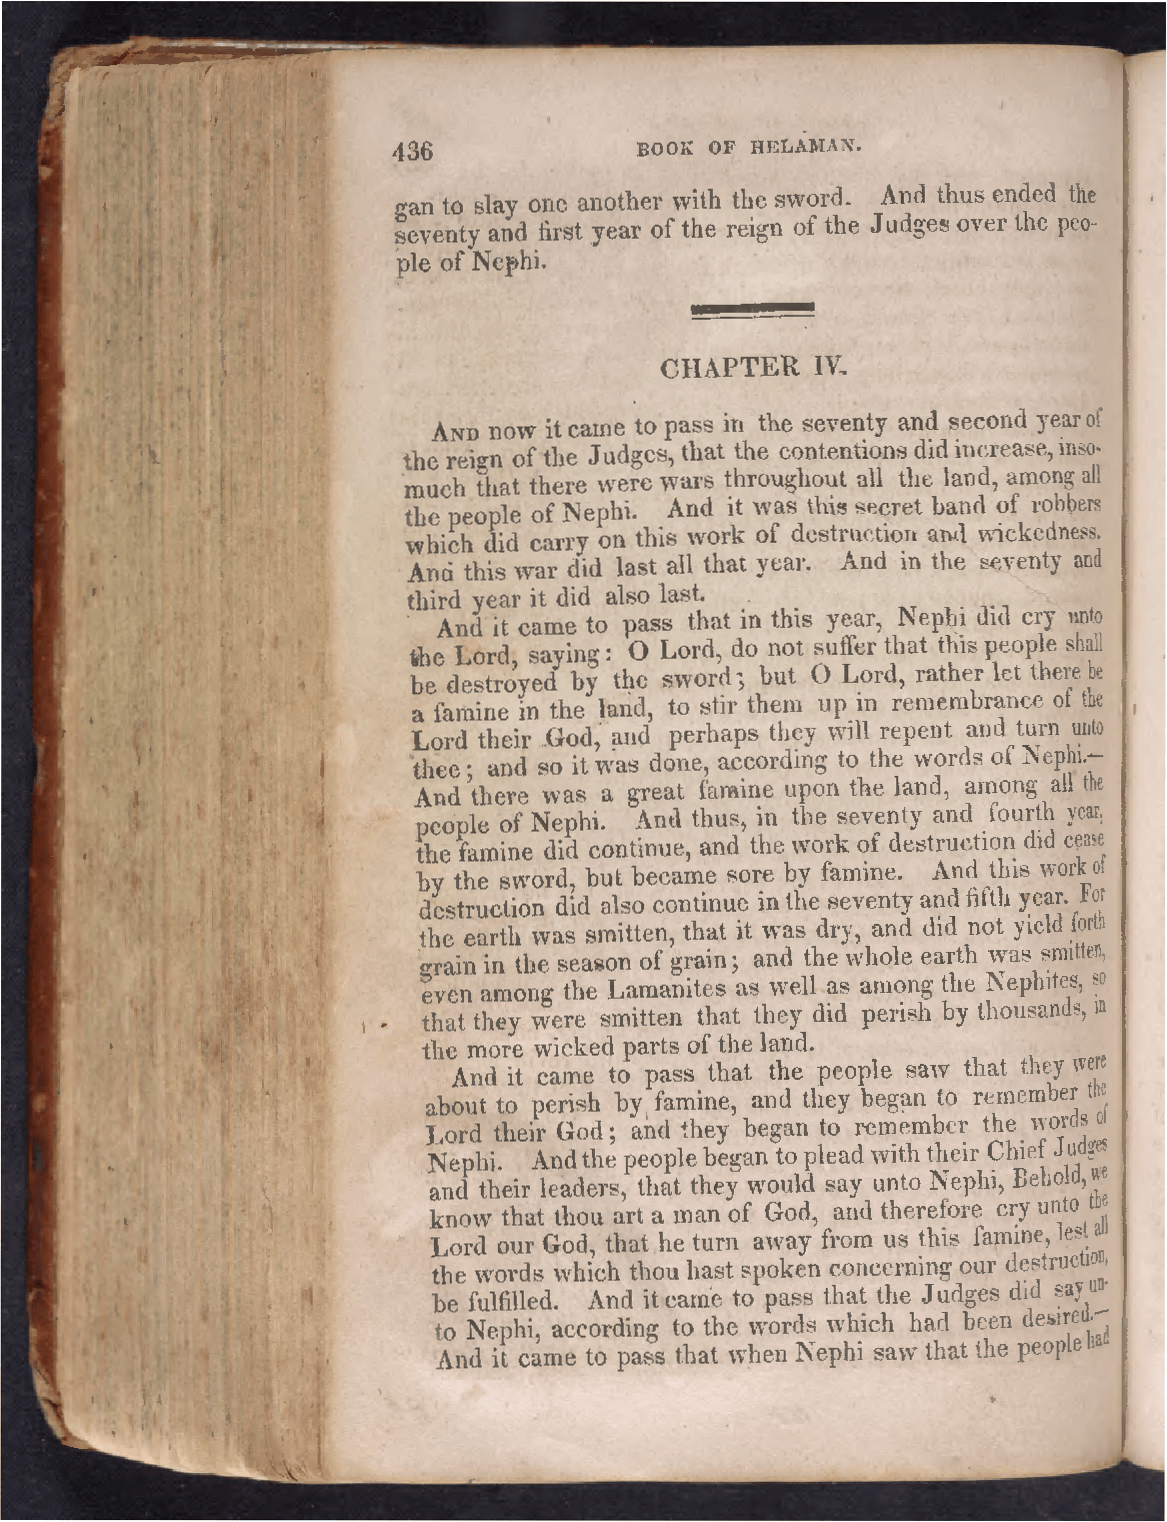 436 BOOK OF HELAMAN.
gan to slay one another with the sword. And thus ended the
seventy and first year of the reign of the Judges over the peo-
ple of Nephi.
CHAPTER IV.
AND now it came to pass in the seventy and second year of
the reign of the Judges, that the contentions did increase, inso-
much that there were wars throughout all the land, among all
the people of Nephi. And it was this secret band of robbers
which did carry on this work of destruction and wickedness.
And this war did last all that year. And in the seventy and
third year it did also last.
And it came to pass that in this year, Nephi did cry unto
the Lord, saying: O Lord, do not suffer that this people shall
be destroyed by the sword; but O Lord, rather let there be
a famine in the land, to stir them up in remembrance of the
Lord their God, and perhaps they will repent and turn unto
thee; and so it was done, according to the words of Nephi.—
And there was a great famine upon the land, among all the
people of Nephi. And thus, in the seventy and fourth year,
the famine did continue, and the work of destruction did cease
by the sword, but became sore by famine. And this work of
destruction did also continue in the seventy and fifth year. For
the earth was smitten, that it was dry, and did not yield forth
grain in the season of grain; and the whole earth was smitten,
even among the Lamanites as well as among the Nephites, so
that they were smitten that they did perish by thousands, in
the more wicked parts of the land.
And it came to pass that the people saw that they were
about to perish by famine, and they began to remember the
Lord their God; and they began to remember the words of
Nephi. And the people began to plead with their Chief Judges
and their leaders, that they would say unto Nephi, Behold, we
know that thou art a man of God, and therefore cry unto the
Lord our God, that he turn away from us this famine, lest all
the words which thou hast spoken concerning our destruction,
be fulfilled. And it came to pass that the Judges did say un-
to Nephi, according to the words which had been desired.—
And it came to pass that when Nephi saw that the people had